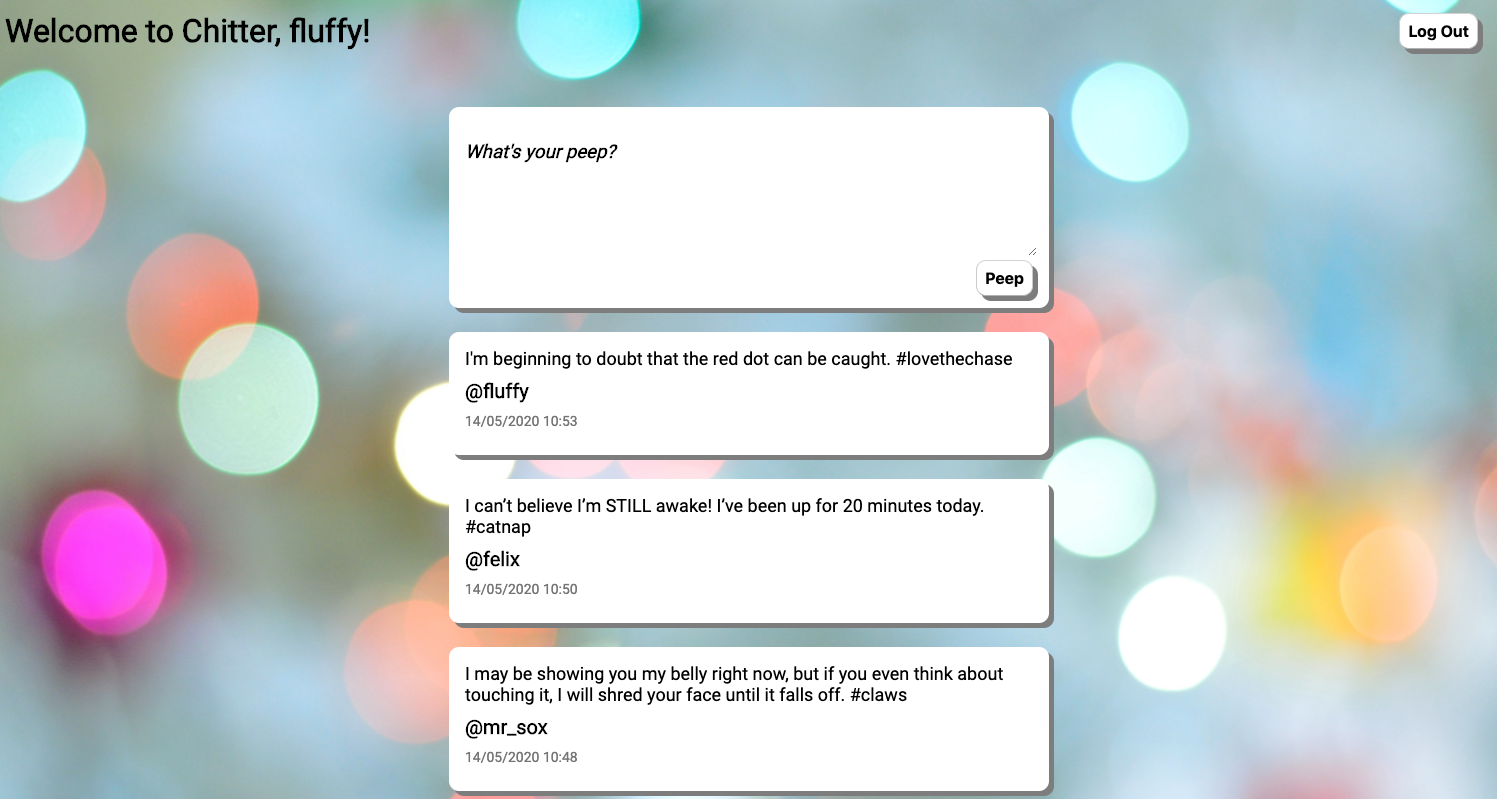 Welcome to Chitter, fluffy!
Log Out
What's your peep?
Peep
I'm beginning to doubt that the red dot can be caught. #lovethechase
@fluffy
14/05/2020 10:53
I can’t believe I’m STILL awake! I’ve been up for 20 minutes today.
#catnap
@felix
14/05/2020 10:50
I may be showing you my belly right now, but if you even think about
touching it, I will shred your face until it falls off. #claws
@mr_sox
14/05/2020 10:48